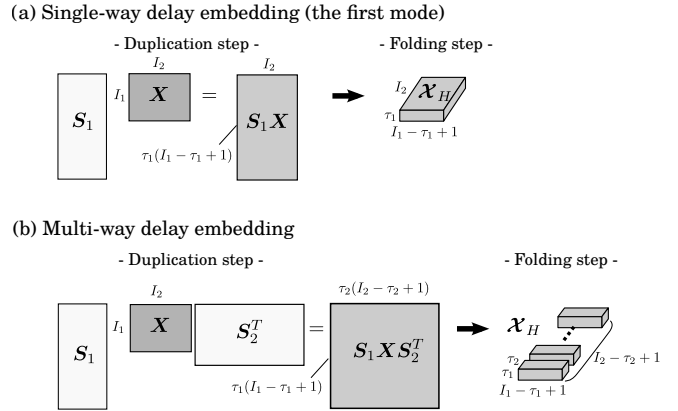 (a) Single-way delay embedding (the first mode)
- Duplication step -
- Folding step -
I₂
I₂
I₁
X
=
S₁
S₁X
τ₁(I₁ − τ₁ + 1)
I₂
𝓧_H
τ₁
I₁ − τ₁ + 1
(b) Multi-way delay embedding
- Duplication step -
- Folding step -
I₂
τ₂(I₂ − τ₂ + 1)
I₁
X
S₂ᵀ
=
S₁
S₁XS₂ᵀ
τ₁(I₁ − τ₁ + 1)
𝓧_H
τ₂
τ₁
I₂ − τ₂ + 1
I₁ − τ₁ + 1